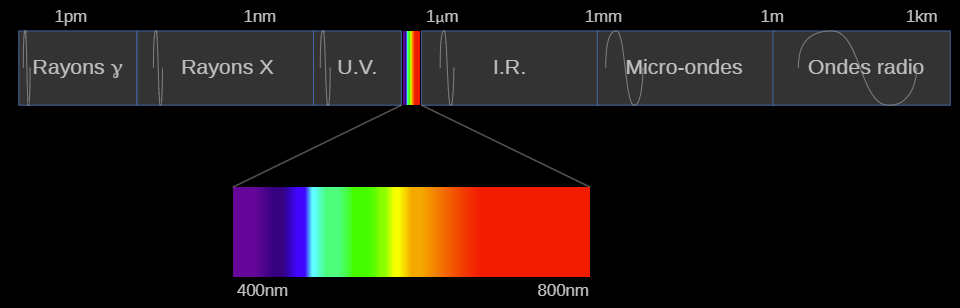 1pm 1nm 1μm 1mm 1m 1km
Rayons γ Rayons X U.V. I.R. Micro-ondes Ondes radio
400nm 800nm